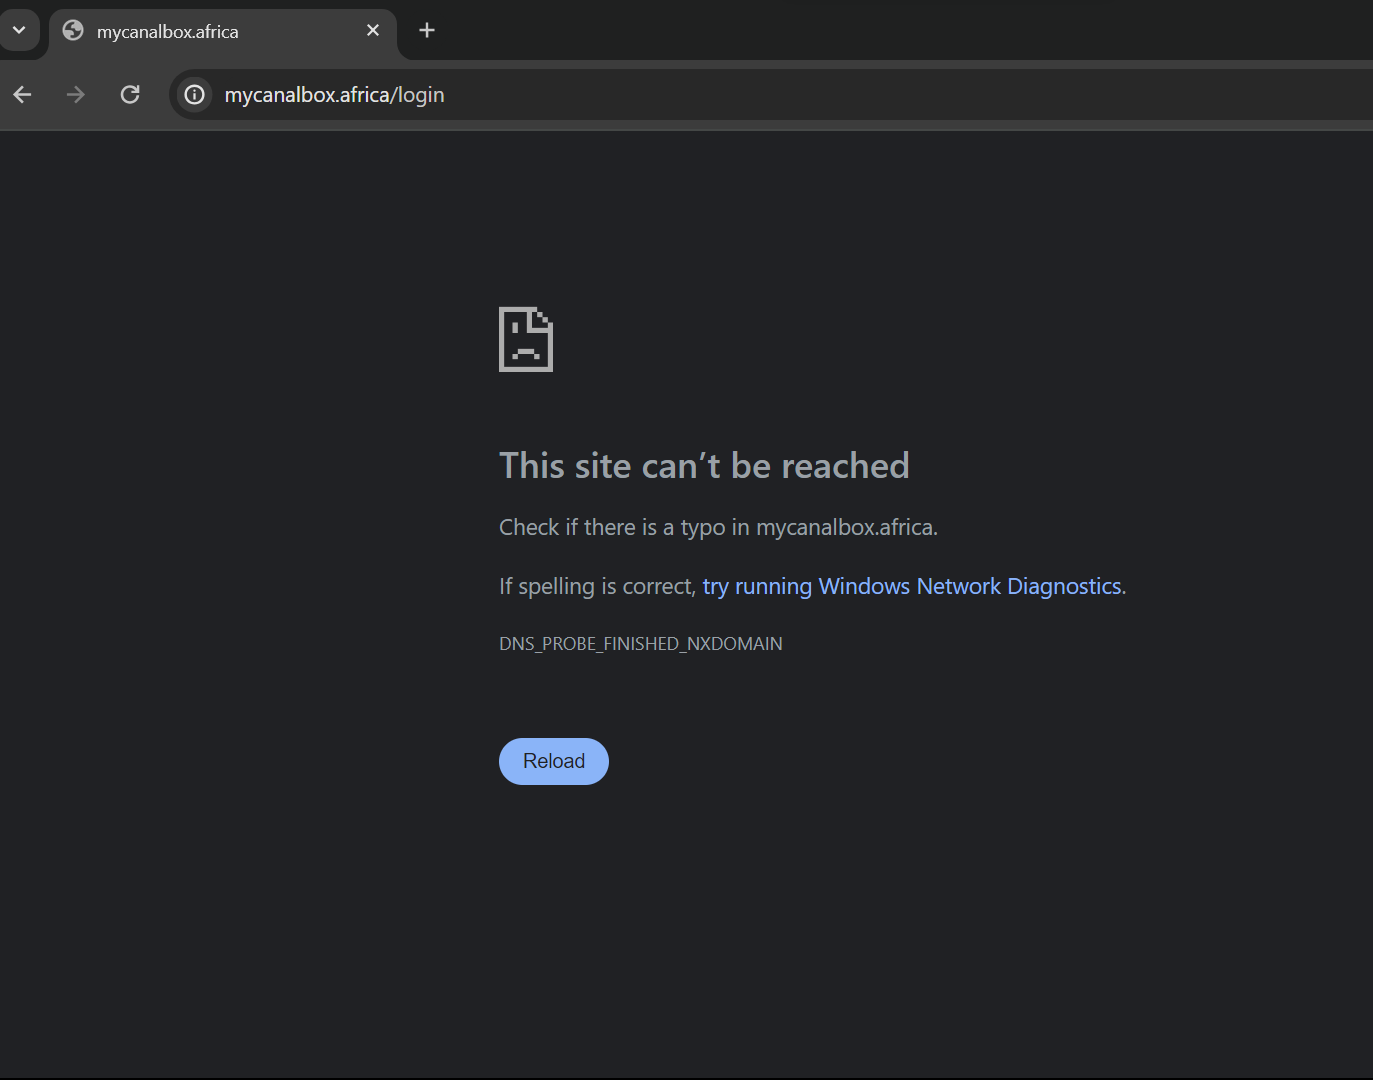 mycanalbox.africa
mycanalbox.africa/login
This site can’t be reached
Check if there is a typo in mycanalbox.africa.
If spelling is correct, try running Windows Network Diagnostics.
DNS_PROBE_FINISHED_NXDOMAIN
Reload